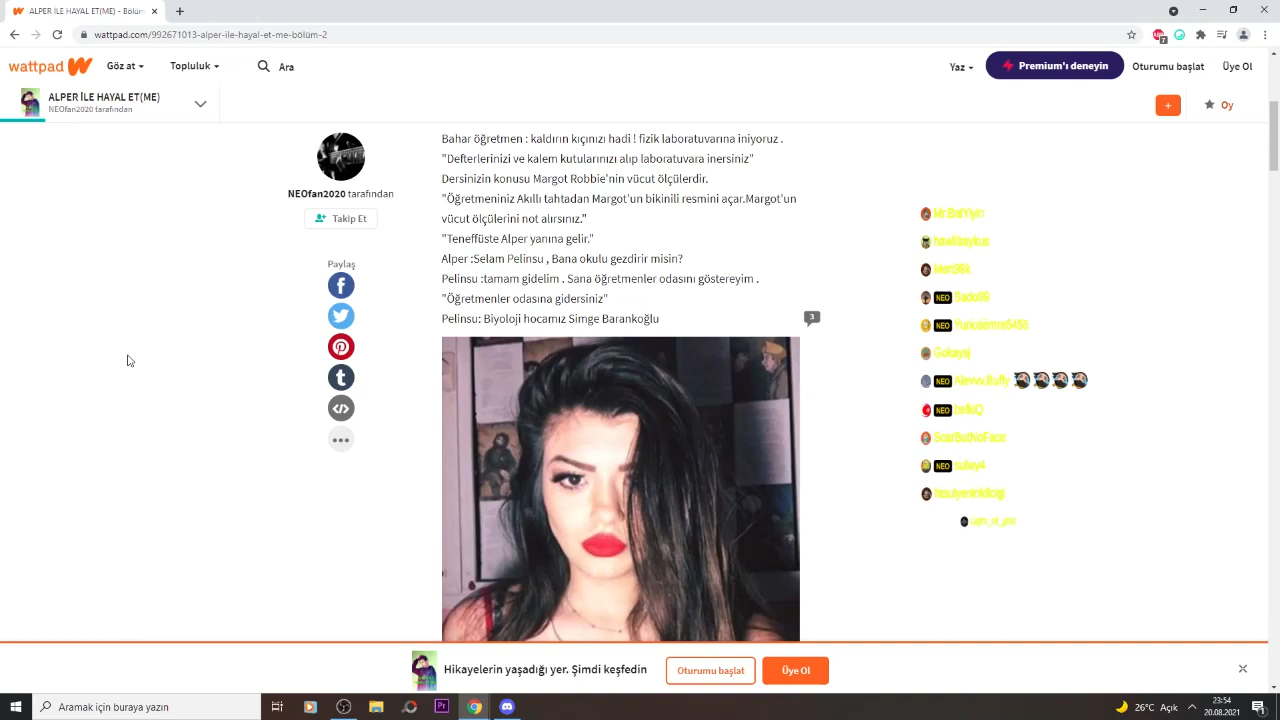 ALPER İLE HAYAL ET(ME) - Bölüm
wattpad.com/992671013-alper-ile-hayal-et-me-bölüm-2
wattpad
Göz at
Topluluk
Ara
Yaz
Premium'ı deneyin
Oturumu başlat
Üye Ol
ALPER İLE HAYAL ET(ME)
NEOfan2020 tarafından
+
Oy
NEOfan2020 tarafından
Takip Et
Paylaş
Bahar öğretmen : kaldırın kıçınızı hadi ! fizik laboratuvarına iniyoruz .
"Defterlerinizi ve kalem kutularınızı alıp laboratuvara inersiniz"
Dersinizin konusu Margot Robbie'nin vücut ölçülerdir.
"Öğretmeniniz Akıllı tahtadan Margot'un bikinili resmini açar.Margot'un
vücut ölçülerini not alırsınız."
"Teneffüste Alper yanına gelir."
Alper :Selam Pelinsu , Bana okulu gezdirir misin?
Pelinsu :tamam gidelim . Sana öğretmenler odasını göstereyim .
"Öğretmenler odasına gidersiniz"
Pelinsu: Biyoloji hocamız Simge Barankoğlu
3
Mr.BalYiyin
Mert99k
NEO Sado99
NEO
Gokaysj
NEO
NEO
ScarButNoFace
NEO
Hikayelerin yaşadığı yer. Şimdi keşfedin
Oturumu başlat
Üye Ol
Aramak için buraya yazın
26°C Açık
23:54
20.08.2021